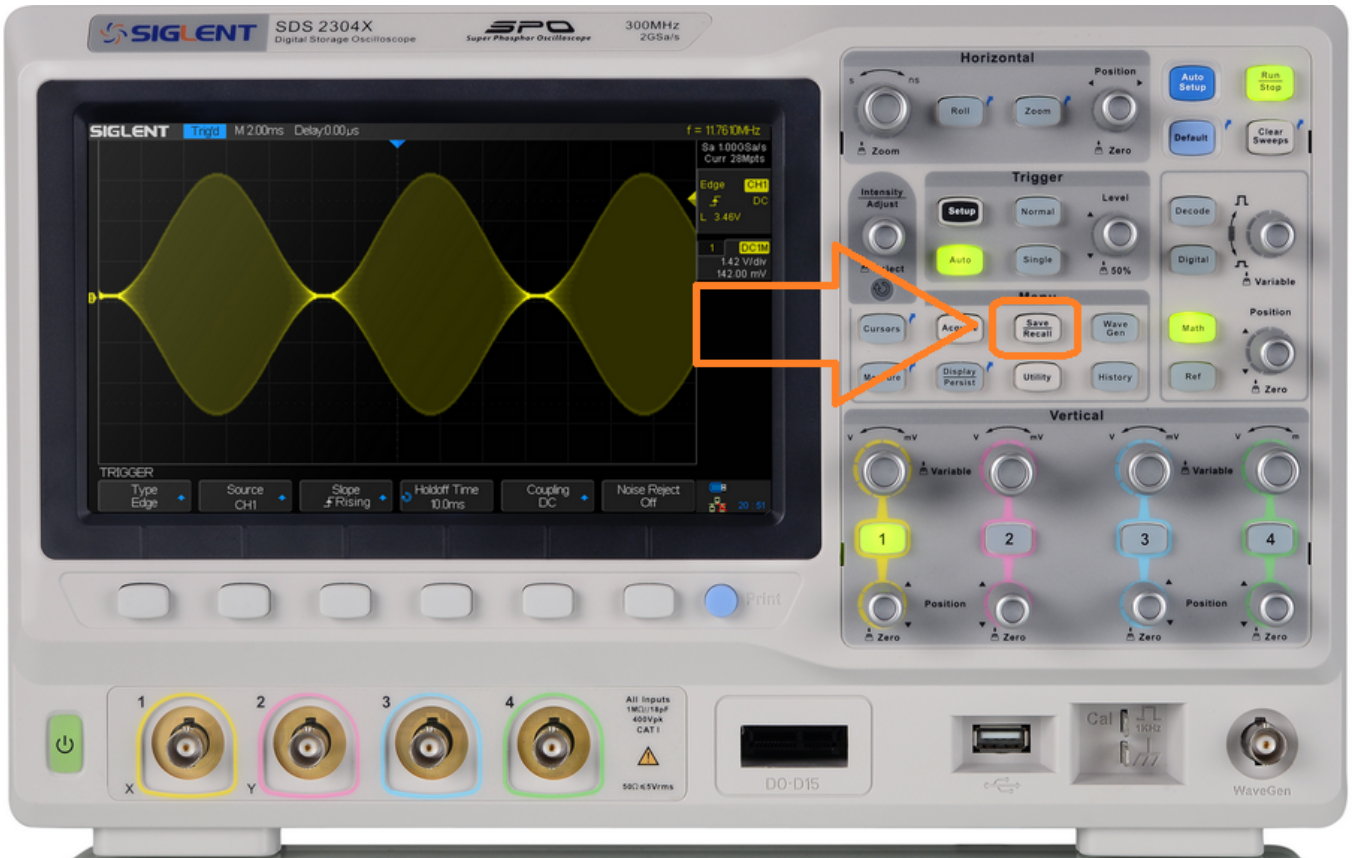 SIGLENT
SDS 2304X
Digital Storage Oscilloscope
SPO
Super Phosphor Oscilloscope
300MHz
2GSa/s
SIGLENT Trig'd M 2.00ms Delay:0.00µs f = 11.7610MHz
Sa 1.00GSa/s
Curr 28Mpts
Edge CH1
DC
L 3.46V
1 DC1M
1.42 V/div
142.00 mV
TRIGGER
Type
Edge
Source
CH1
Slope
Rising
Holdoff Time
10.0ms
Coupling
DC
Noise Reject
Off
20:51
Print
Horizontal
s ns
Position
Roll
Zoom
Zoom
Zero
Auto
Setup
Run
Stop
Default
Clear
Sweeps
Intensity
Adjust
Trigger
Setup
Normal
Level
Auto
Single
50%
Decode
Digital
Variable
Cursors
Save
Recall
Wave
Gen
Display
Persist
Utility
History
Math
Ref
Position
Zero
Vertical
V mV V mV V mV V m
Variable
Variable
1 2 3 4
Position
Position
Zero
Zero
Zero
Zero
1 2 3 4
X Y
All Inputs
1MΩ//18pF
400Vpk
CAT I
50Ω≤5Vrms
D0-D15
Cal
1KHz
WaveGen